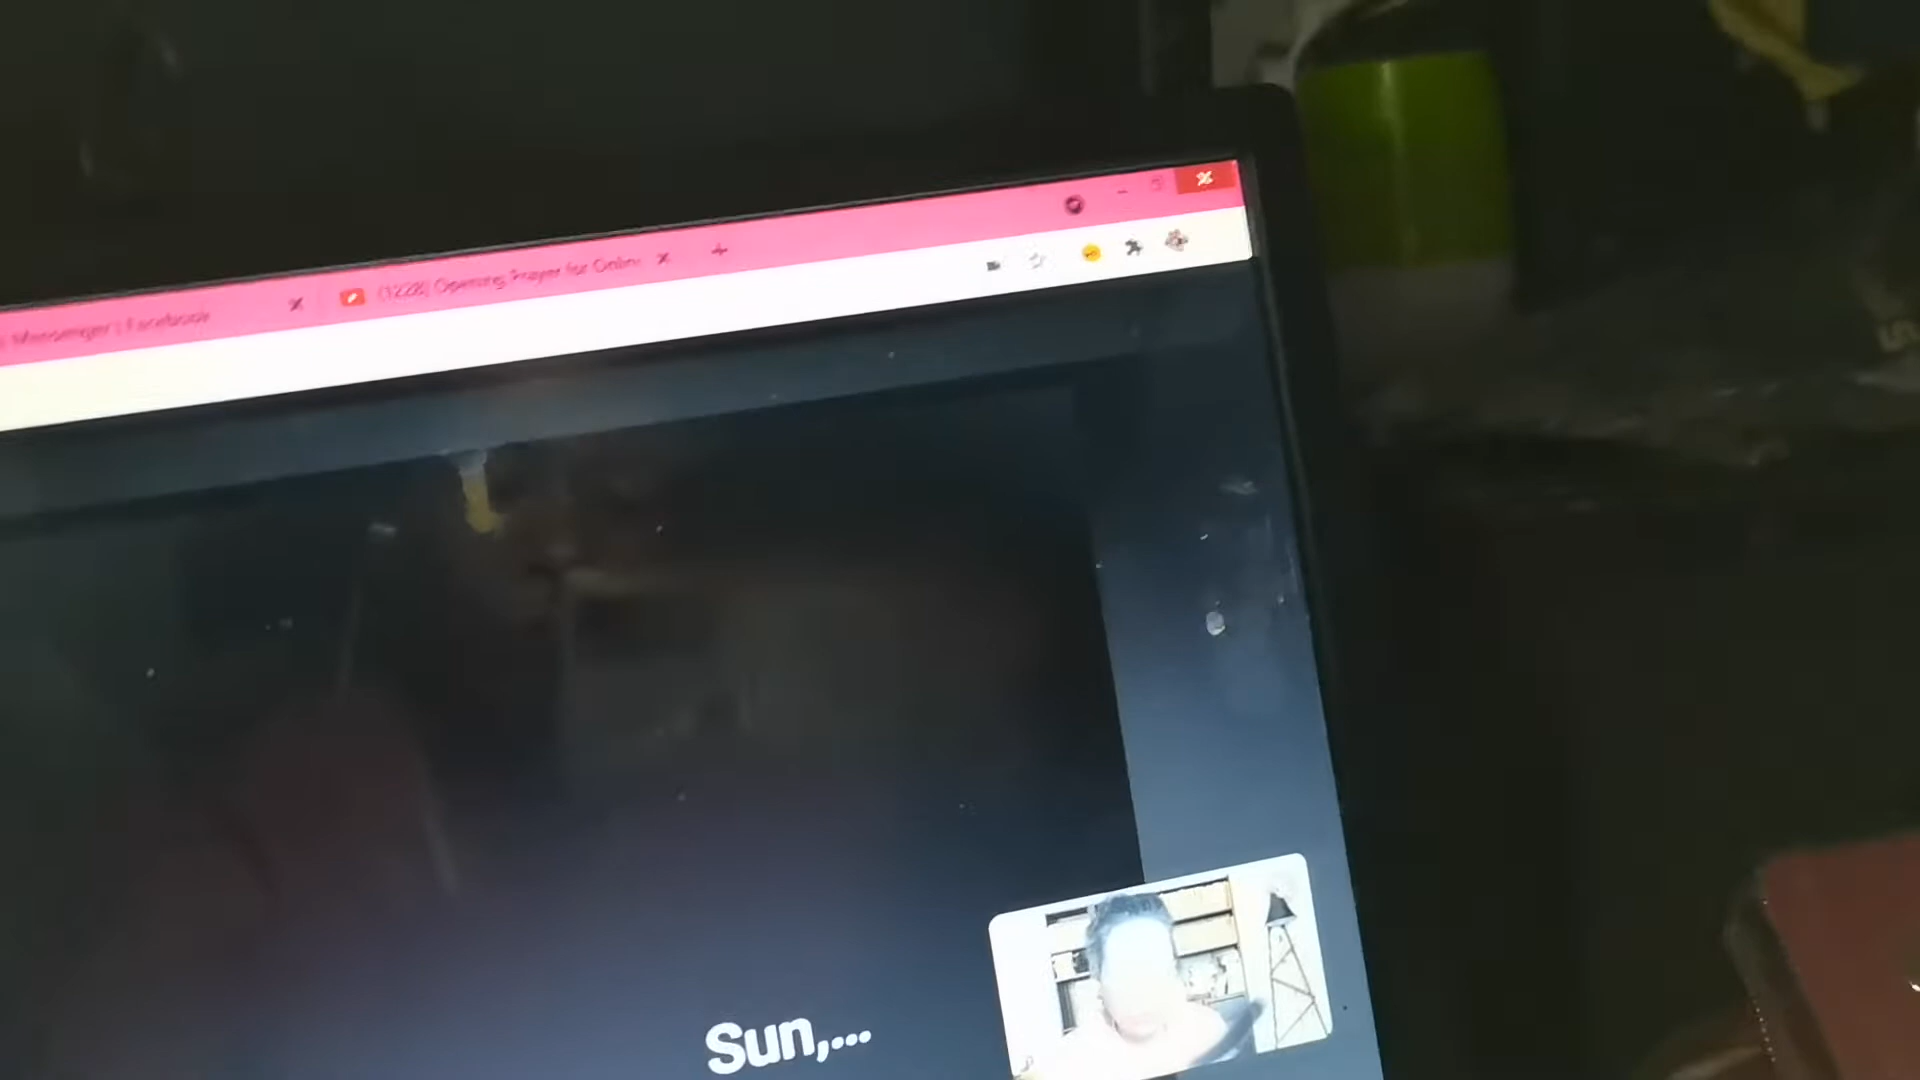 Messenger | Facebook
(1228) Opening Prayer for Onlin
Sun,...